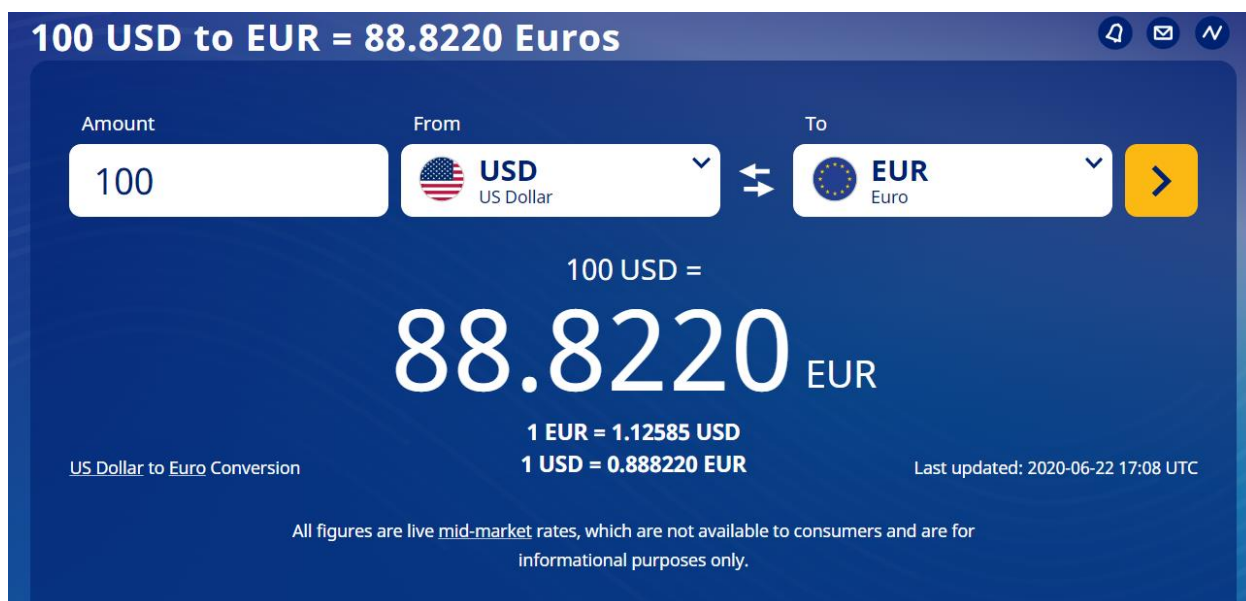 100 USD to EUR = 88.8220 Euros
Amount
From
To
100
USD
US Dollar
EUR
Euro
100 USD =
88.8220 EUR
1 EUR = 1.12585 USD
1 USD = 0.888220 EUR
US Dollar to Euro Conversion
Last updated: 2020-06-22 17:08 UTC
All figures are live mid-market rates, which are not available to consumers and are for
informational purposes only.